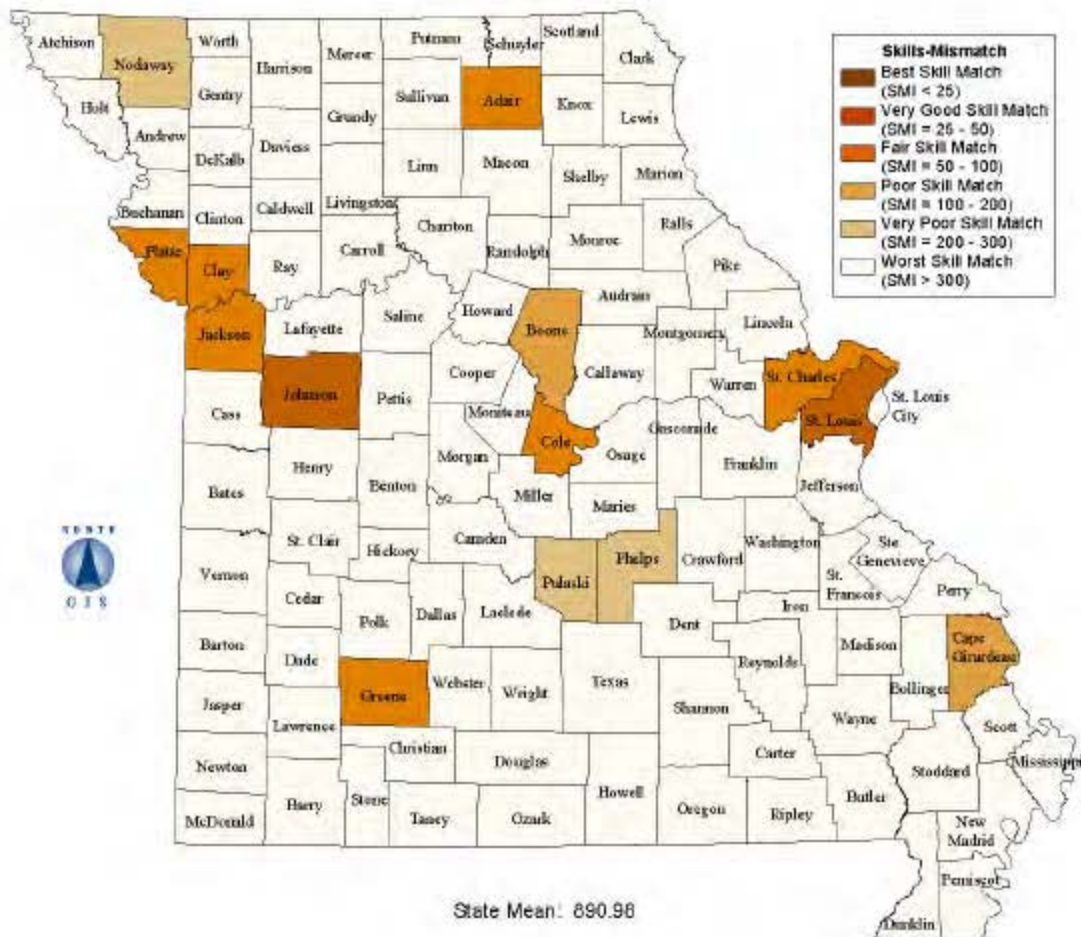 Skills-Mismatch
Best Skill Match
(SMI < 25)
Very Good Skill Match
(SMI = 25 - 50)
Fair Skill Match
(SMI = 50 - 100)
Poor Skill Match
(SMI = 100 - 200)
Very Poor Skill Match
(SMI = 200 - 300)
Worst Skill Match
(SMI > 300)
Atchison
Nodaway
Worth
Harrison
Mercer
Putnam
Schuyler
Scotland
Clark
Holt
Gentry
Sullivan
Adair
Knox
Lewis
Andrew
DeKalb
Daviess
Grundy
Linn
Macon
Shelby
Marion
Buchanan
Clinton
Caldwell
Livingston
Chariton
Randolph
Monroe
Ralls
Pike
Platte
Clay
Ray
Carroll
Jackson
Lafayette
Saline
Howard
Boone
Audrain
Montgomery
Lincoln
Johnson
Pettis
Cooper
Callaway
Warren
St. Charles
St. Louis
City
St. Louis
Cass
Moniteau
Cole
Osage
Gasconade
Franklin
Jefferson
Henry
Benton
Morgan
Miller
Maries
Bates
St. Clair
Hickory
Camden
Pulaski
Phelps
Crawford
Washington
Ste.
Genevieve
St.
Francois
Perry
NORTH
GIS
Vernon
Cedar
Polk
Dallas
Laclede
Dent
Iron
Madison
Cape
Girardeau
Barton
Dade
Greene
Webster
Wright
Texas
Reynolds
Bollinger
Jasper
Lawrence
Shannon
Wayne
Scott
Mississippi
Newton
Christian
Douglas
Howell
Carter
Stoddard
McDonald
Barry
Stone
Taney
Ozark
Oregon
Ripley
Butler
New
Madrid
Pemiscot
Dunklin
State Mean: 890.98